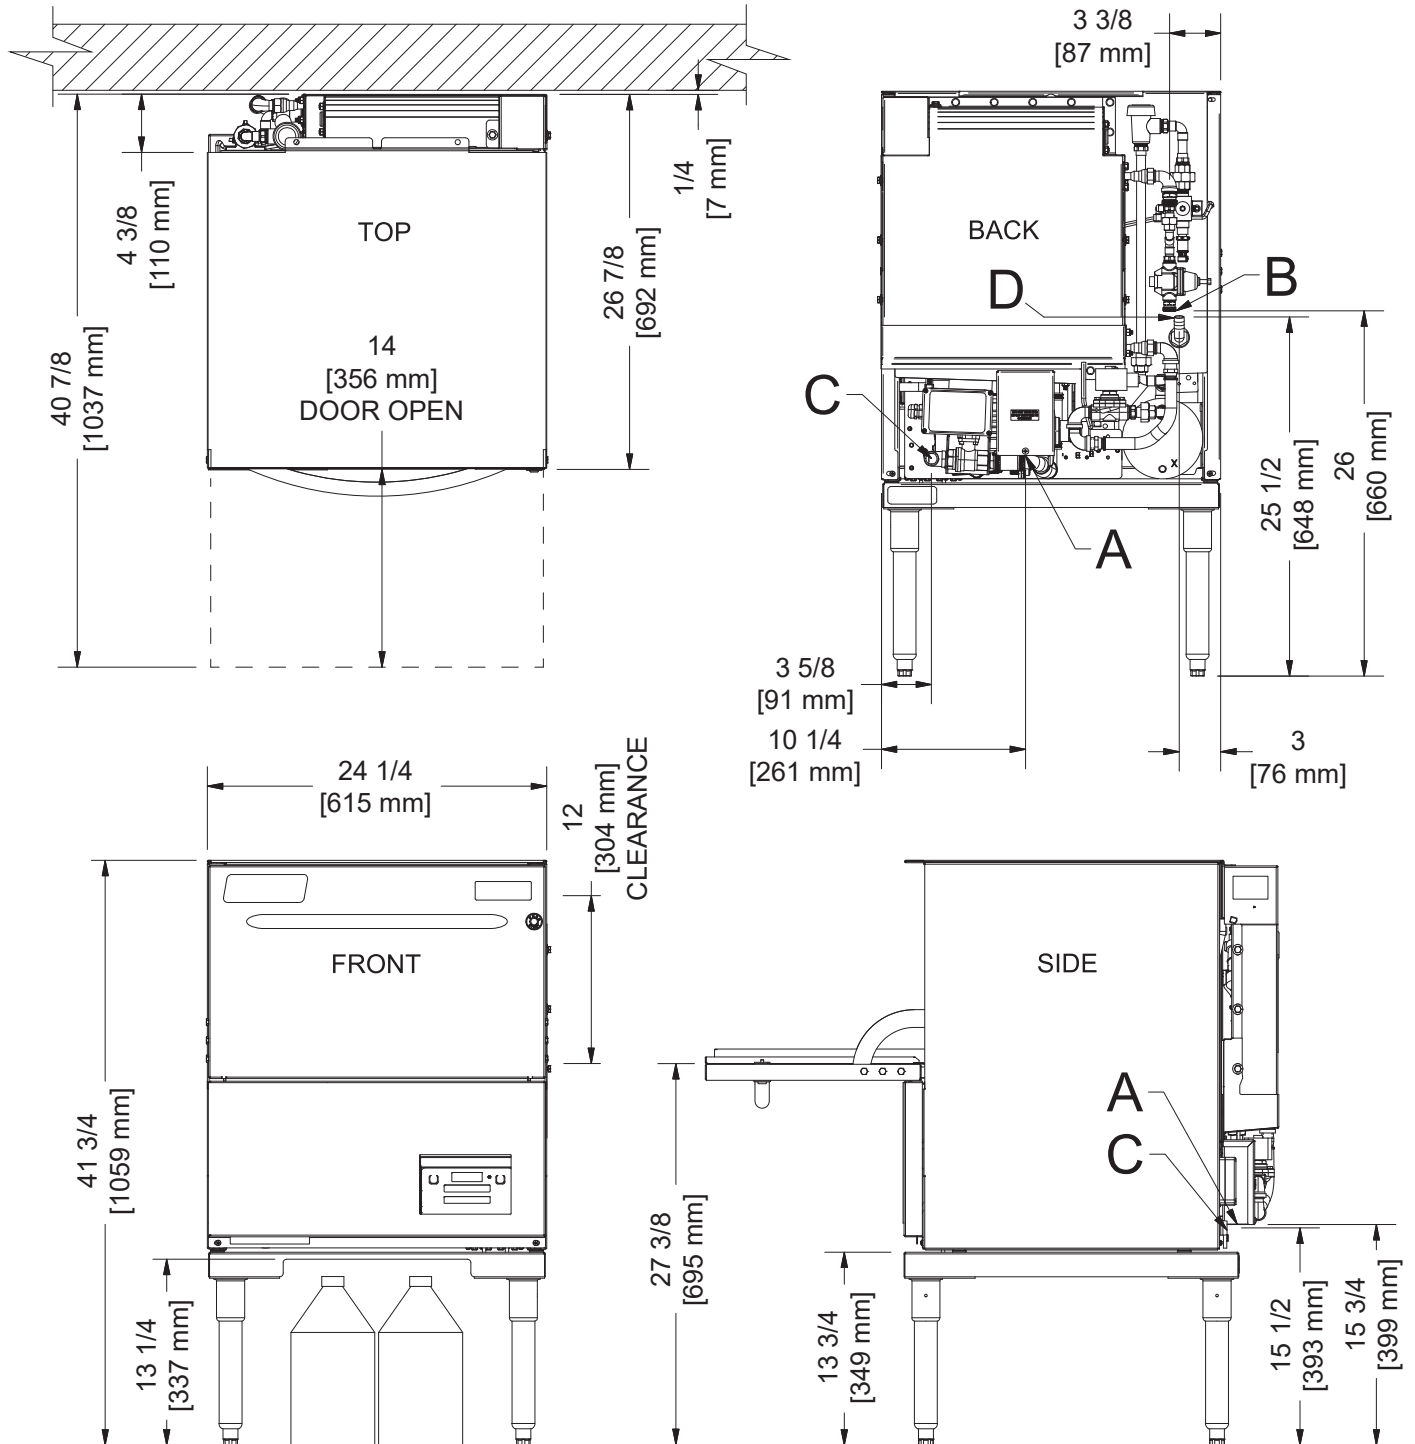 3 3/8
[87 mm]
4 3/8
[110 mm]
40 7/8
[1037 mm]
TOP
14
[356 mm]
DOOR OPEN
26 7/8
[692 mm]
1/4
[7 mm]
BACK
D
B
C
A
25 1/2
[648 mm]
26
[660 mm]
X
3 5/8
[91 mm]
10 1/4
[261 mm]
3
[76 mm]
24 1/4
[615 mm]
12
[304 mm]
CLEARANCE
FRONT
41 3/4
[1059 mm]
13 1/4
[337 mm]
SIDE
A
C
27 3/8
[695 mm]
13 3/4
[349 mm]
15 1/2
[393 mm]
15 3/4
[399 mm]